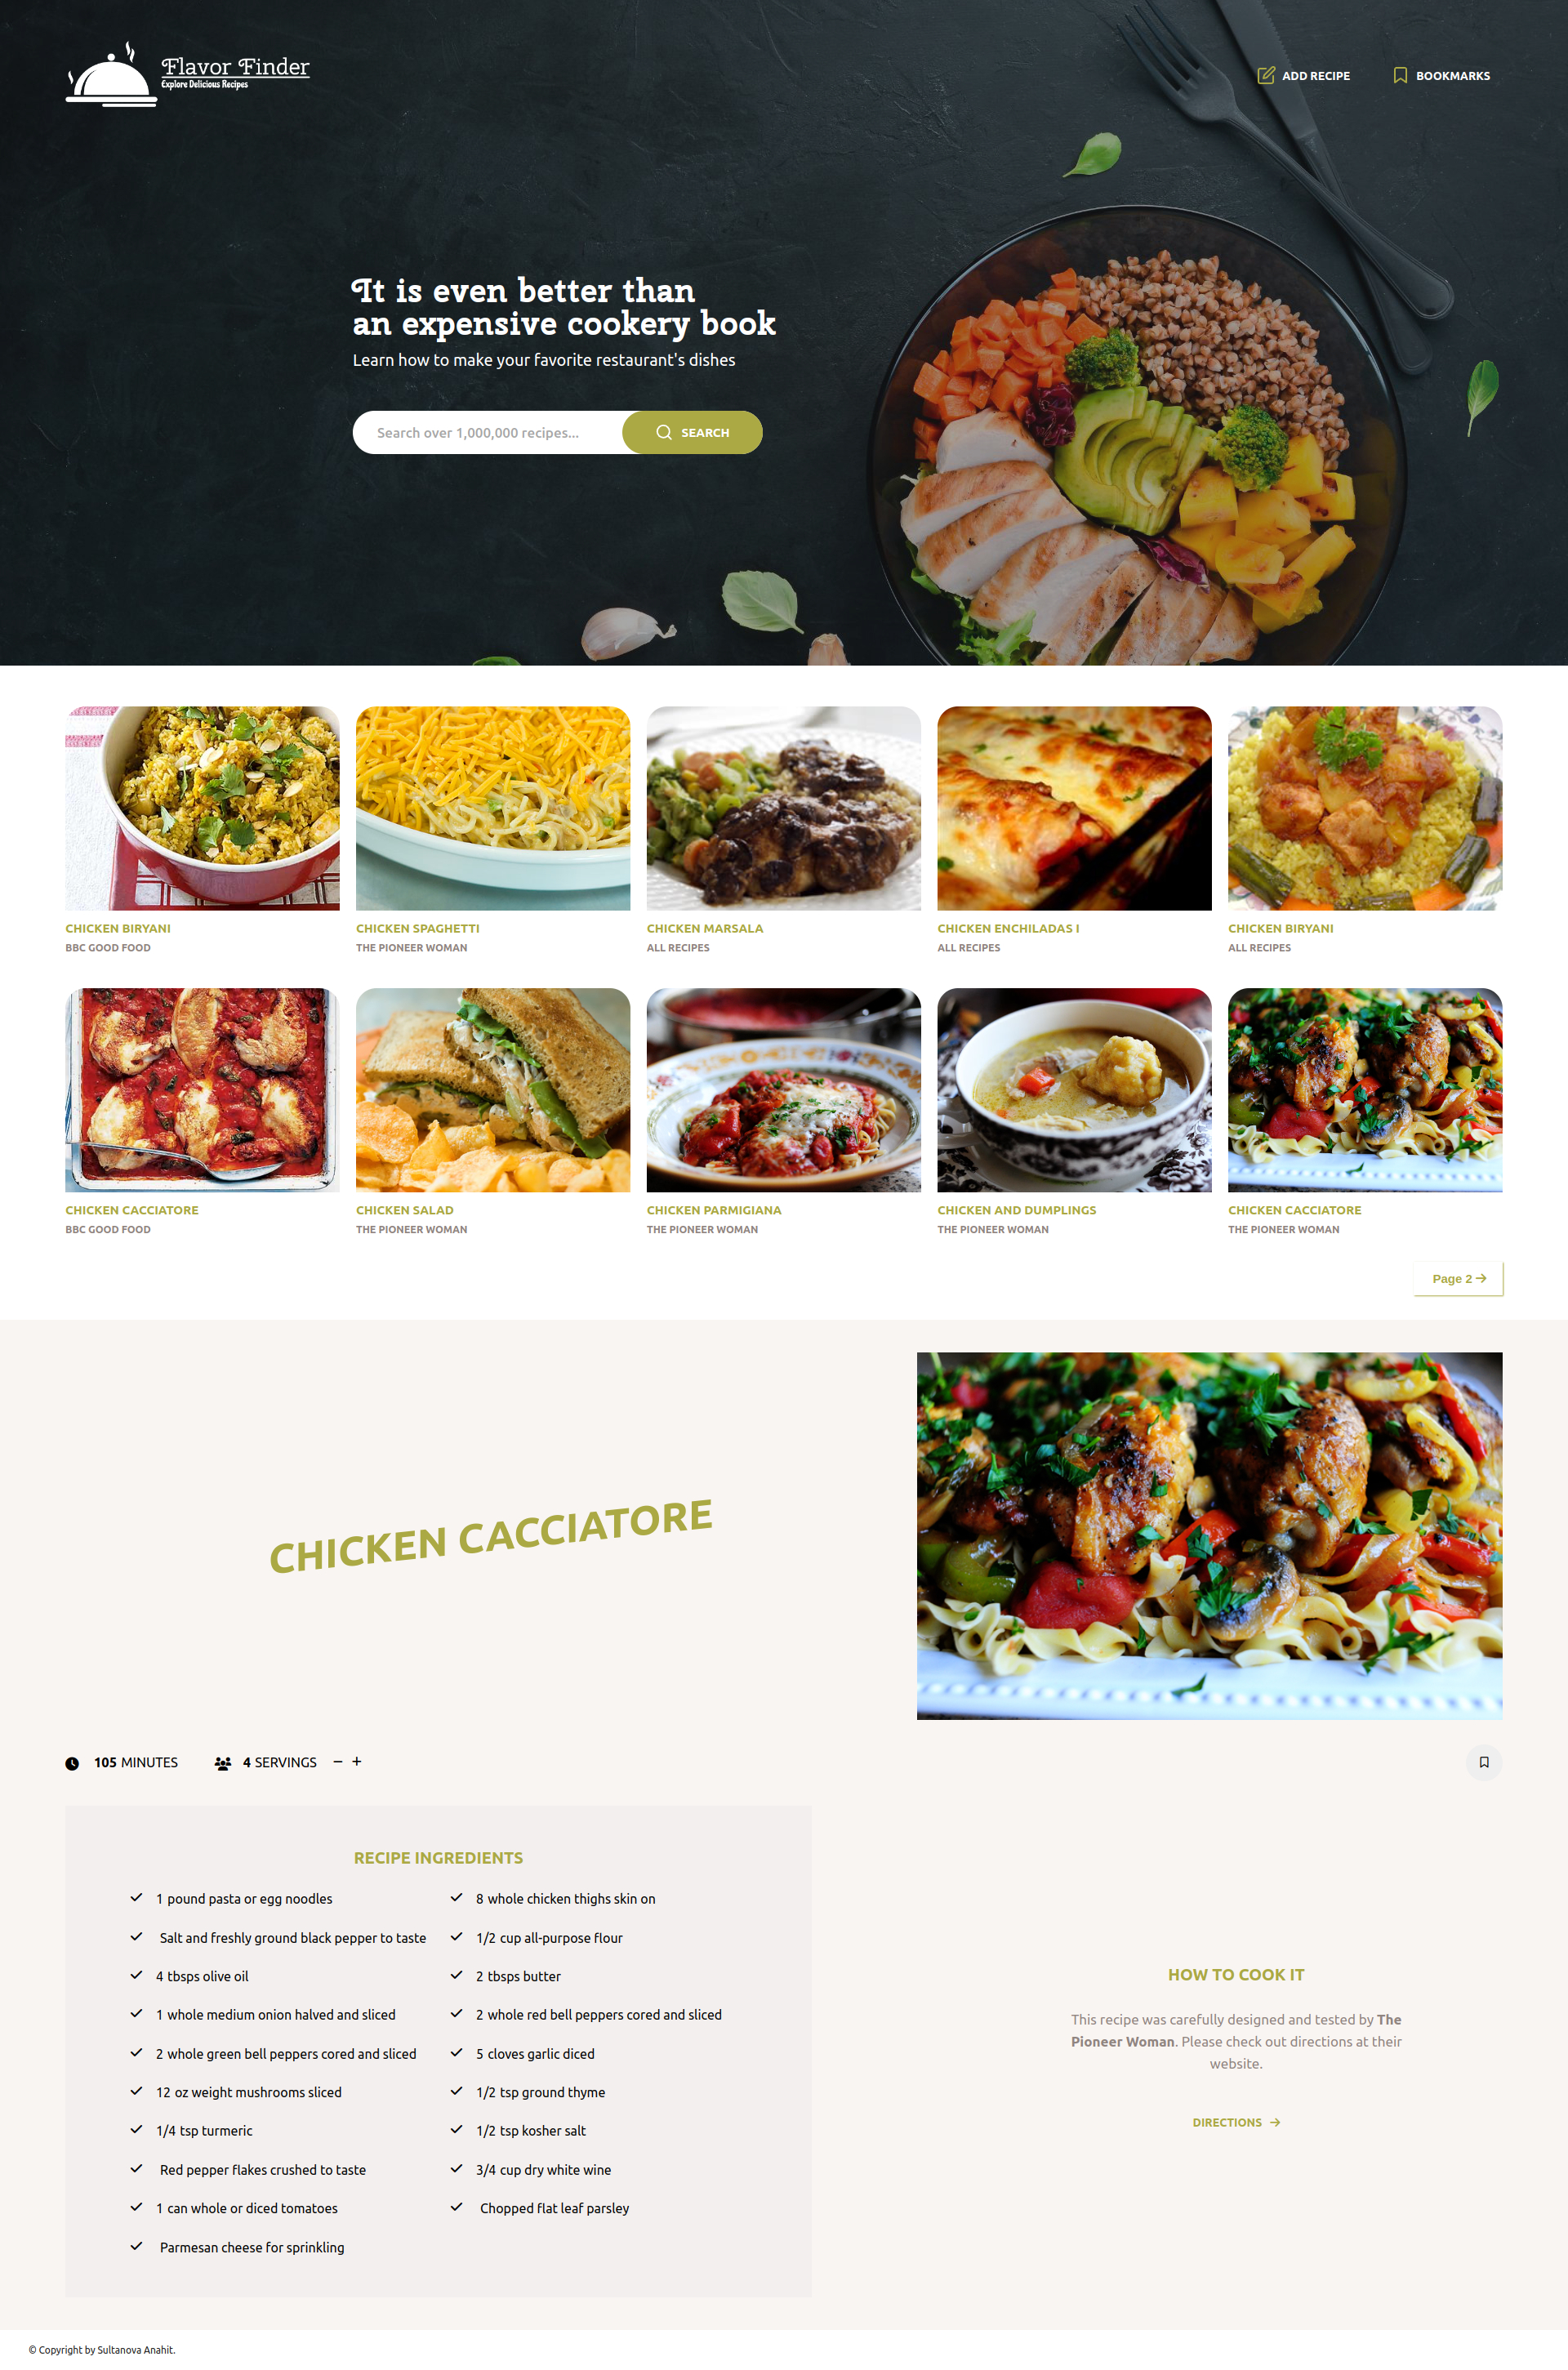 Flavor Finder
Explore Delicious Recipes
ADD RECIPE
BOOKMARKS
It is even better than
an expensive cookery book
Learn how to make your favorite restaurant's dishes
Search over 1,000,000 recipes...
SEARCH
CHICKEN BIRYANI
BBC GOOD FOOD
CHICKEN SPAGHETTI
THE PIONEER WOMAN
CHICKEN MARSALA
ALL RECIPES
CHICKEN ENCHILADAS I
ALL RECIPES
CHICKEN BIRYANI
ALL RECIPES
CHICKEN CACCIATORE
BBC GOOD FOOD
CHICKEN SALAD
THE PIONEER WOMAN
CHICKEN PARMIGIANA
THE PIONEER WOMAN
CHICKEN AND DUMPLINGS
THE PIONEER WOMAN
CHICKEN CACCIATORE
THE PIONEER WOMAN
Page 2
CHICKEN CACCIATORE
105 MINUTES
4 SERVINGS
RECIPE INGREDIENTS
1 pound pasta or egg noodles
8 whole chicken thighs skin on
Salt and freshly ground black pepper to taste
1/2 cup all-purpose flour
4 tbsps olive oil
2 tbsps butter
1 whole medium onion halved and sliced
2 whole red bell peppers cored and sliced
2 whole green bell peppers cored and sliced
5 cloves garlic diced
12 oz weight mushrooms sliced
1/2 tsp ground thyme
1/4 tsp turmeric
1/2 tsp kosher salt
Red pepper flakes crushed to taste
3/4 cup dry white wine
1 can whole or diced tomatoes
Chopped flat leaf parsley
Parmesan cheese for sprinkling
HOW TO COOK IT
This recipe was carefully designed and tested by The
Pioneer Woman. Please check out directions at their
website.
DIRECTIONS
© Copyright by Sultanova Anahit.